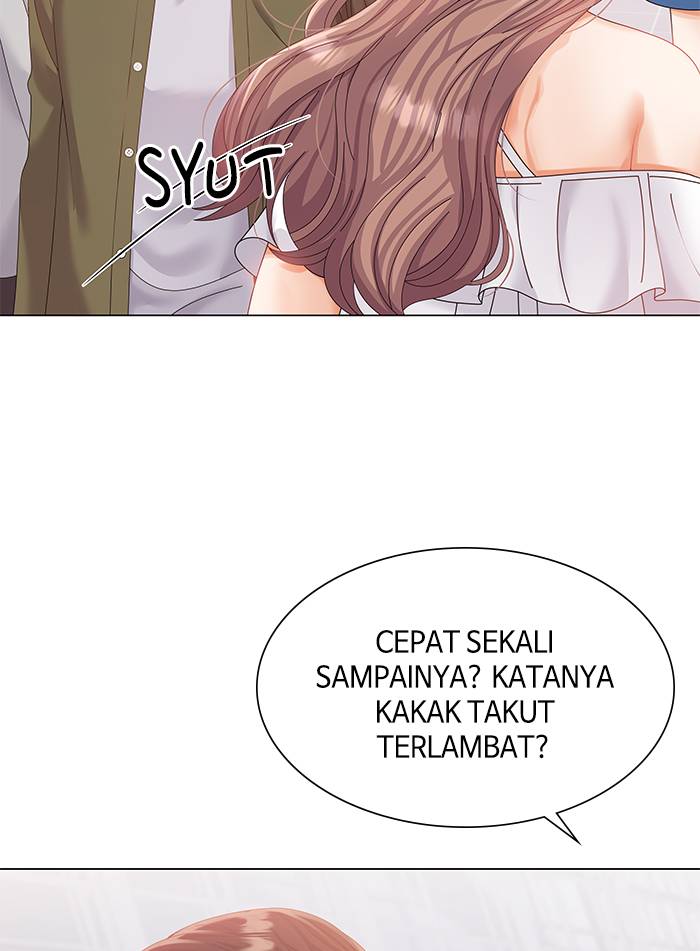 SYUT
CEPAT SEKALI
SAMPAINYA? KATANYA
KAKAK TAKUT
TERLAMBAT?